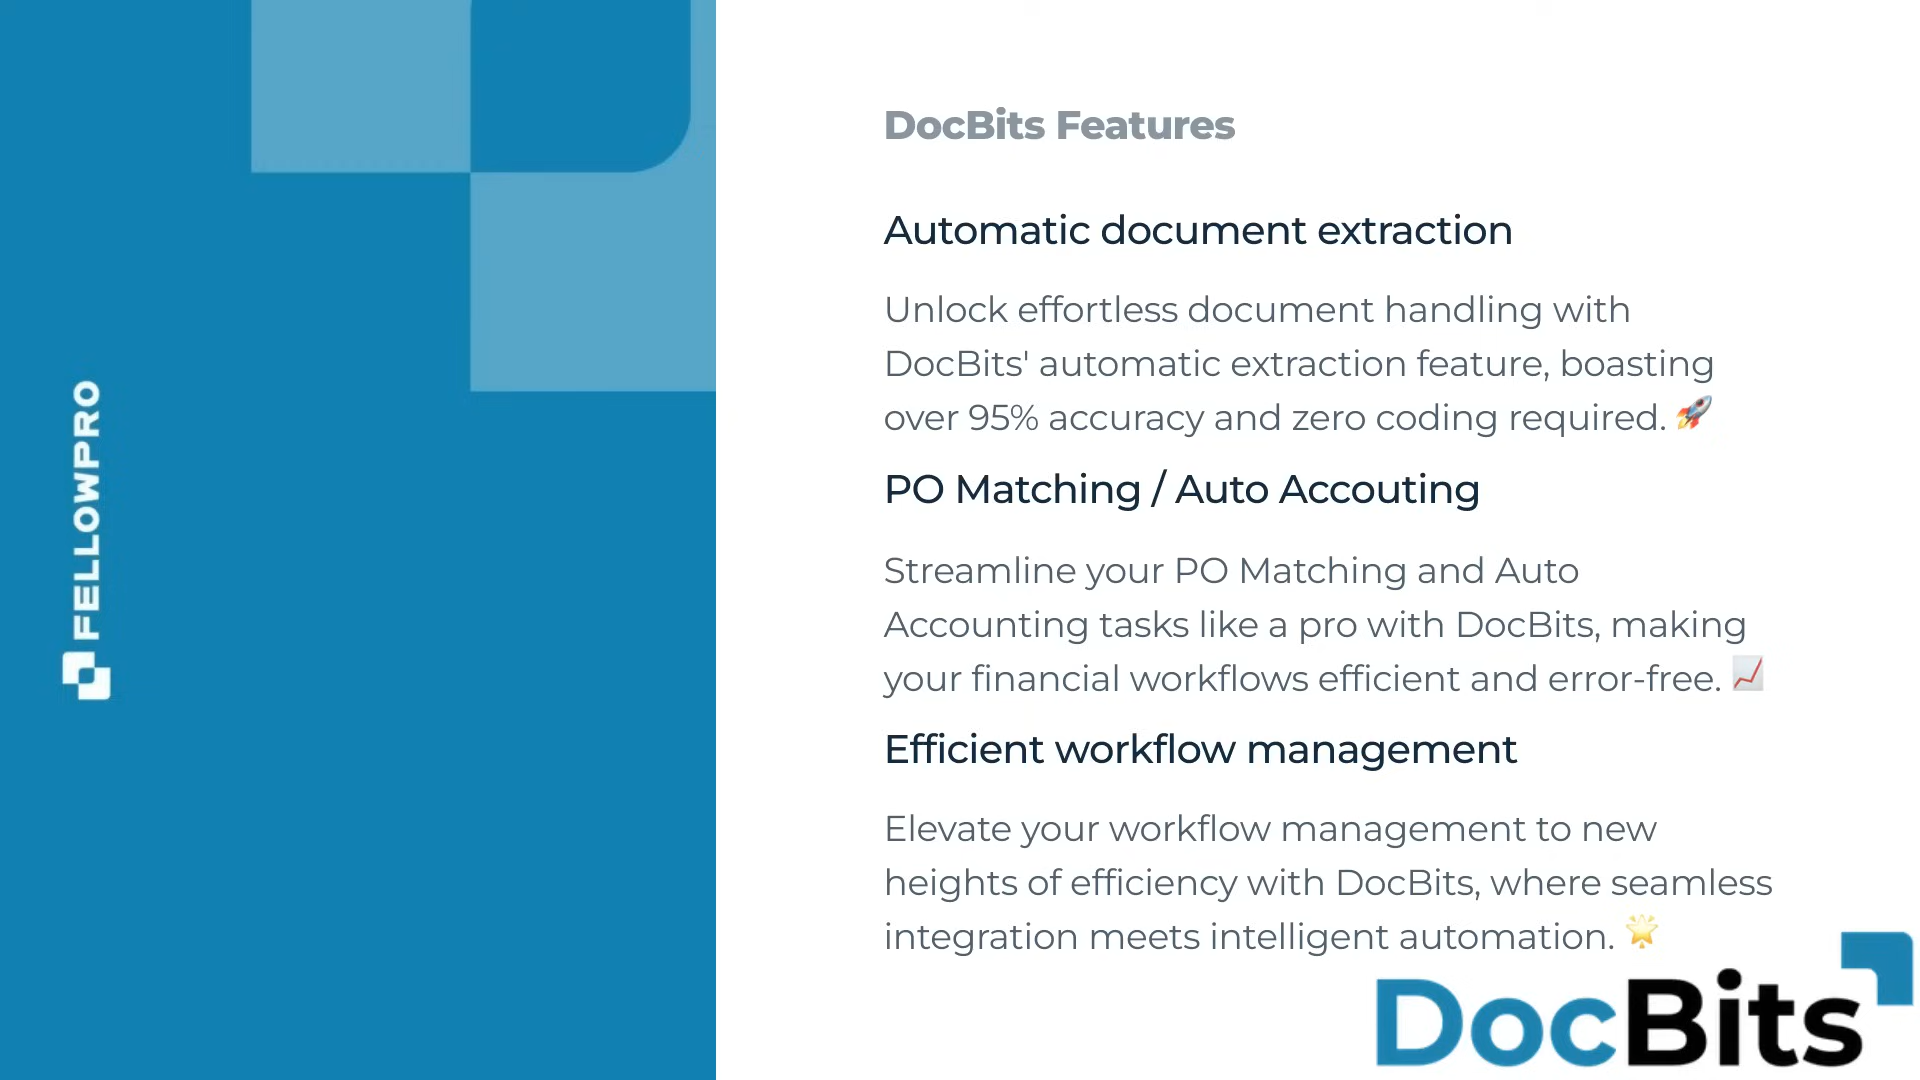 FELLOWPRO
DocBits Features
Automatic document extraction
Unlock effortless document handling with
DocBits' automatic extraction feature, boasting
over 95% accuracy and zero coding required. 🚀
PO Matching / Auto Accouting
Streamline your PO Matching and Auto
Accounting tasks like a pro with DocBits, making
your financial workflows efficient and error-free. 📈
Efficient workflow management
Elevate your workflow management to new
heights of efficiency with DocBits, where seamless
integration meets intelligent automation. 🌟
DocBits